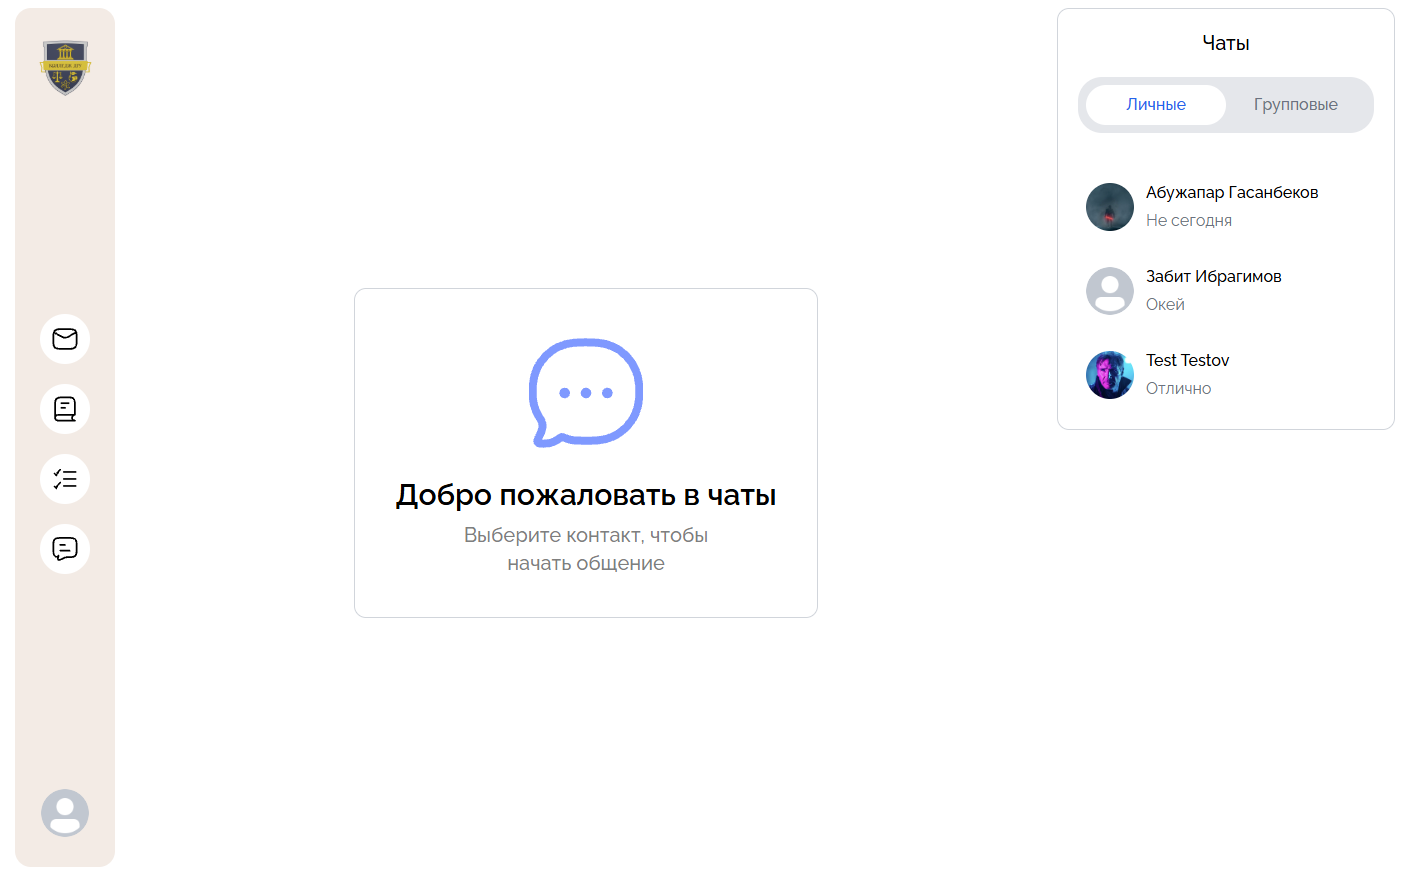 Чаты
Личные
Групповые
Абужапар Гасанбеков
Не сегодня
Забит Ибрагимов
Окей
Test Testov
Отлично
Добро пожаловать в чаты
Выберите контакт, чтобы
начать общение